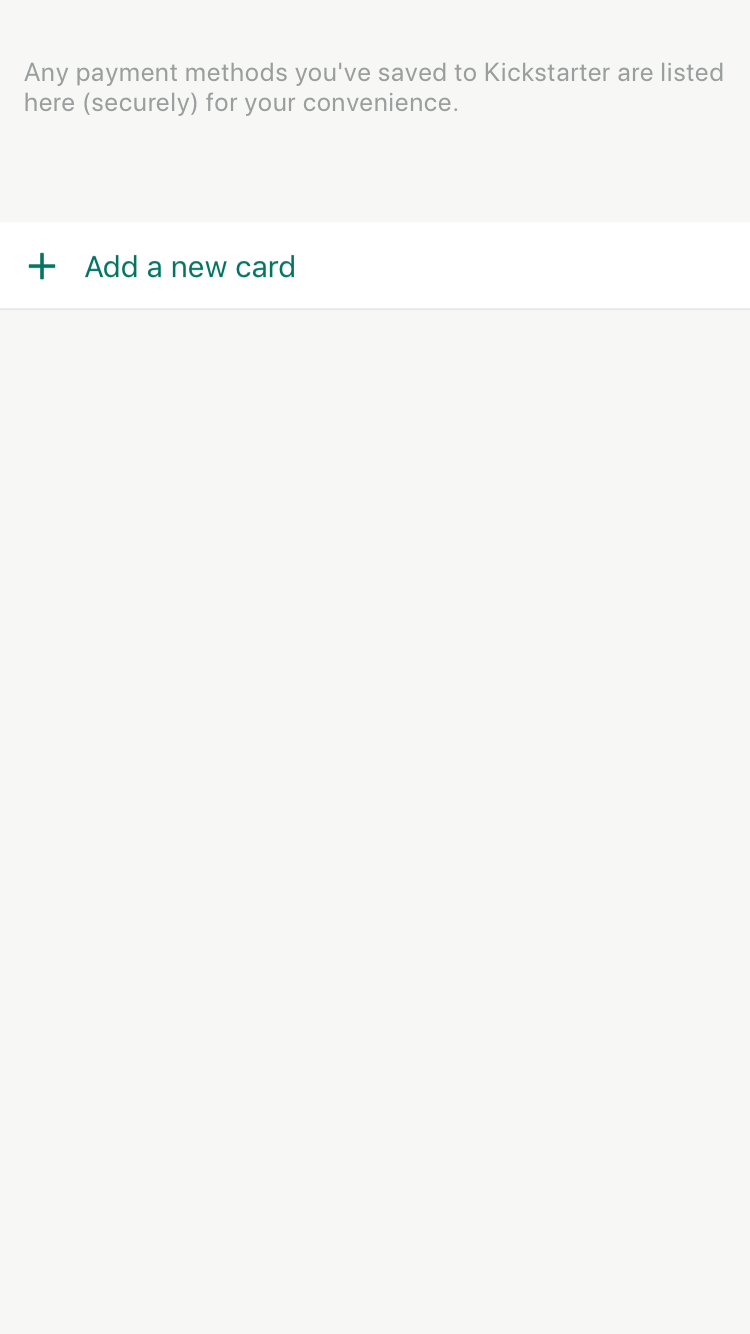 Any payment methods you've saved to Kickstarter are listed
here (securely) for your convenience.
Add a new card